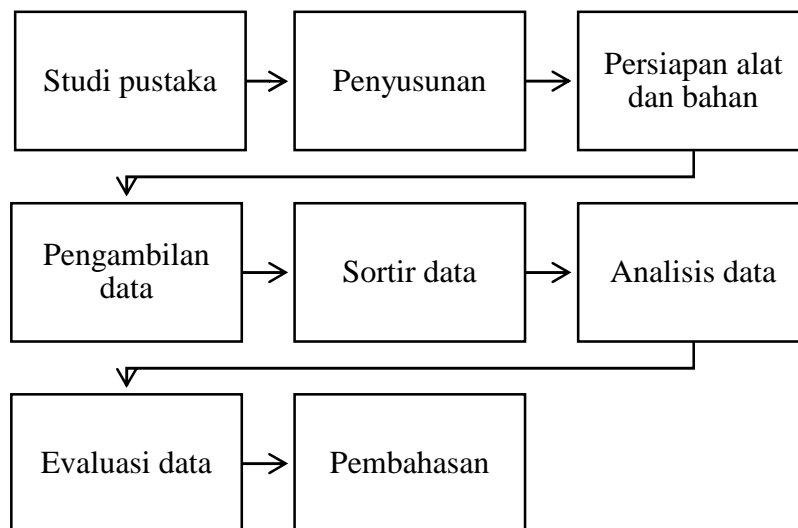 Studi pustaka
Penyusunan
Persiapan alat
dan bahan
Pengambilan
data
Sortir data
Analisis data
Evaluasi data
Pembahasan